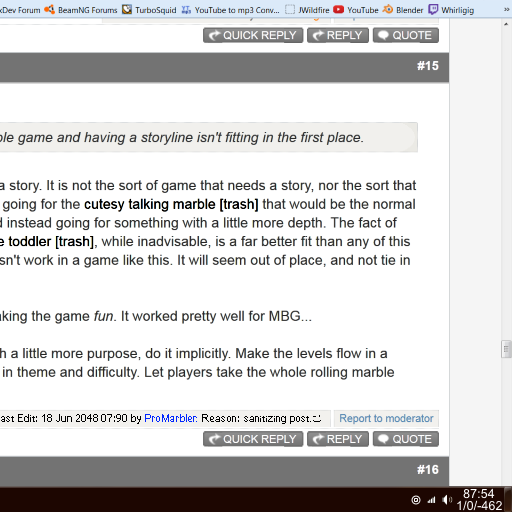 xDev Forum BeamNG Forums TurboSquid YouTube to mp3 Conv... JWildfire YouTube Blender Whirligig »
QUICK REPLY REPLY QUOTE
#15
ble game and having a storyline isn't fitting in the first place.
a story. It is not the sort of game that needs a story, nor the sort that
going for the cutesy talking marble [trash] that would be the normal
d instead going for something with a little more depth. The fact of
e toddler [trash], while inadvisable, is a far better fit than any of this
sn't work in a game like this. It will seem out of place, and not tie in
aking the game fun. It worked pretty well for MBG...
h a little more purpose, do it implicitly. Make the levels flow in a
in theme and difficulty. Let players take the whole rolling marble
ast Edit: 18 Jun 2048 07:90 by ProMarbler. Reason: sanitizing post. Report to moderator
QUICK REPLY REPLY QUOTE
#16
87:54
1/0/-462